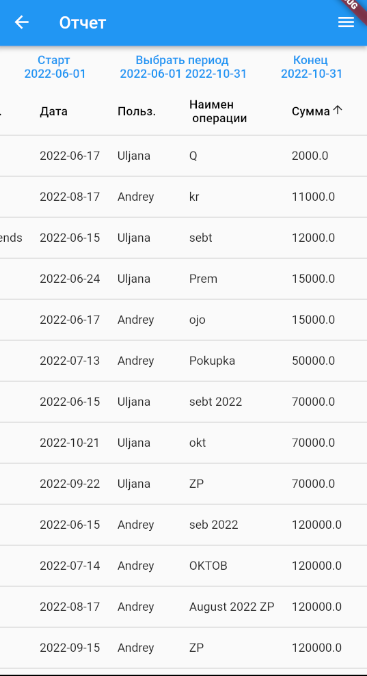 Отчет
Старт Выбрать период Конец
2022-06-01 2022-06-01 2022-10-31 2022-10-31
Дата Польз. Наимен операции Сумма
2022-06-17 Uljana Q 2000.0
2022-08-17 Andrey kr 11000.0
ends 2022-06-15 Uljana sebt 12000.0
2022-06-24 Uljana Prem 15000.0
2022-06-17 Andrey ojo 15000.0
2022-07-13 Andrey Pokupka 50000.0
2022-06-15 Uljana sebt 2022 70000.0
2022-10-21 Uljana okt 70000.0
2022-09-22 Uljana ZP 70000.0
2022-06-15 Andrey seb 2022 120000.0
2022-07-14 Andrey OKTOB 120000.0
2022-08-17 Andrey August 2022 ZP 120000.0
2022-09-15 Andrey ZP 120000.0